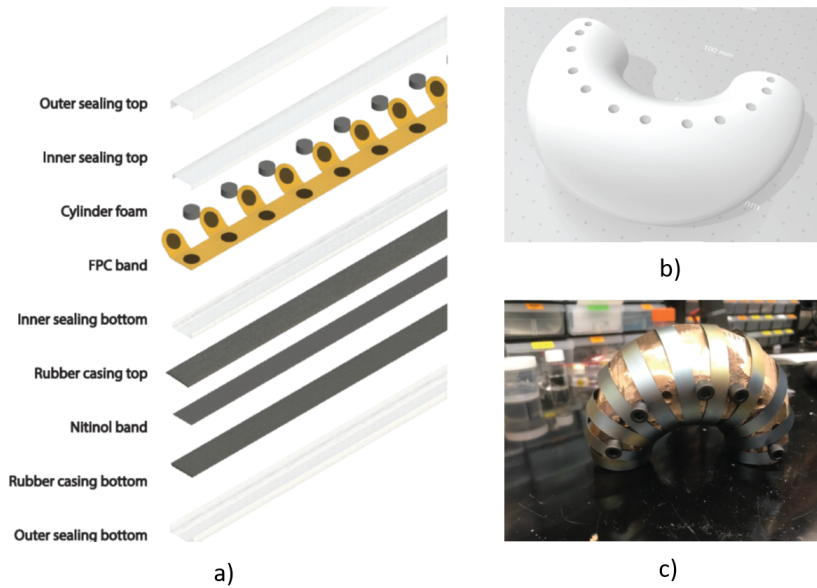 Outer sealing top
Inner sealing top
Cylinder foam
FPC band
Inner sealing bottom
Rubber casing top
Nitinol band
Rubber casing bottom
Outer sealing bottom
a)
100 mm
b)
c)